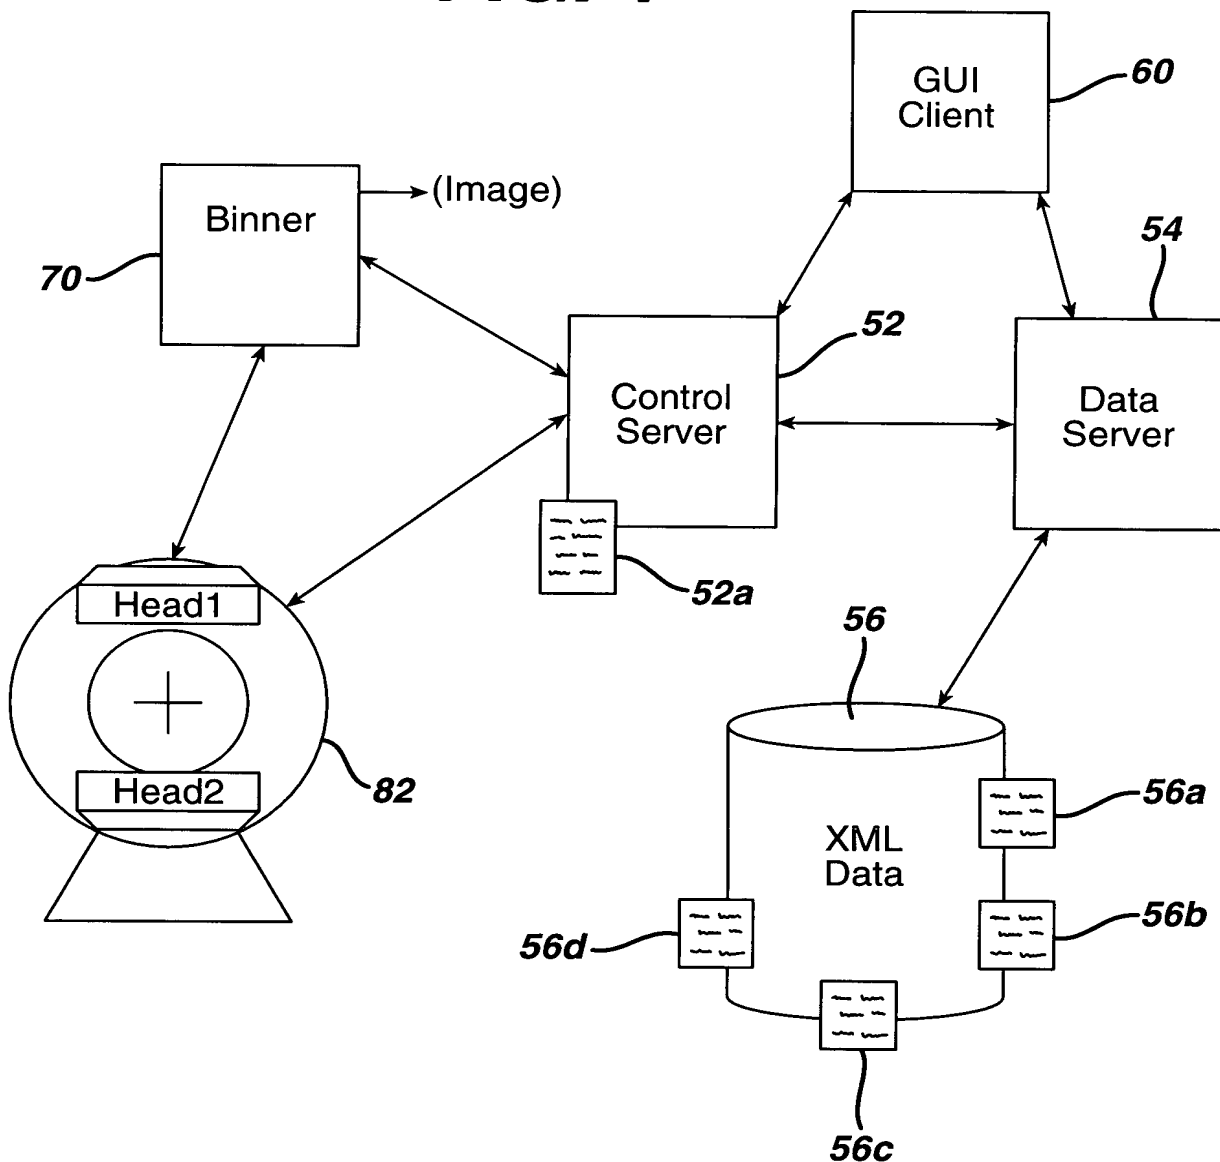 GUI
Client
60
Binner
(Image)
70
54
52
Control
Server
Data
Server
52a
Head1
56
Head2
82
56a
XML
Data
56b
56d
56c